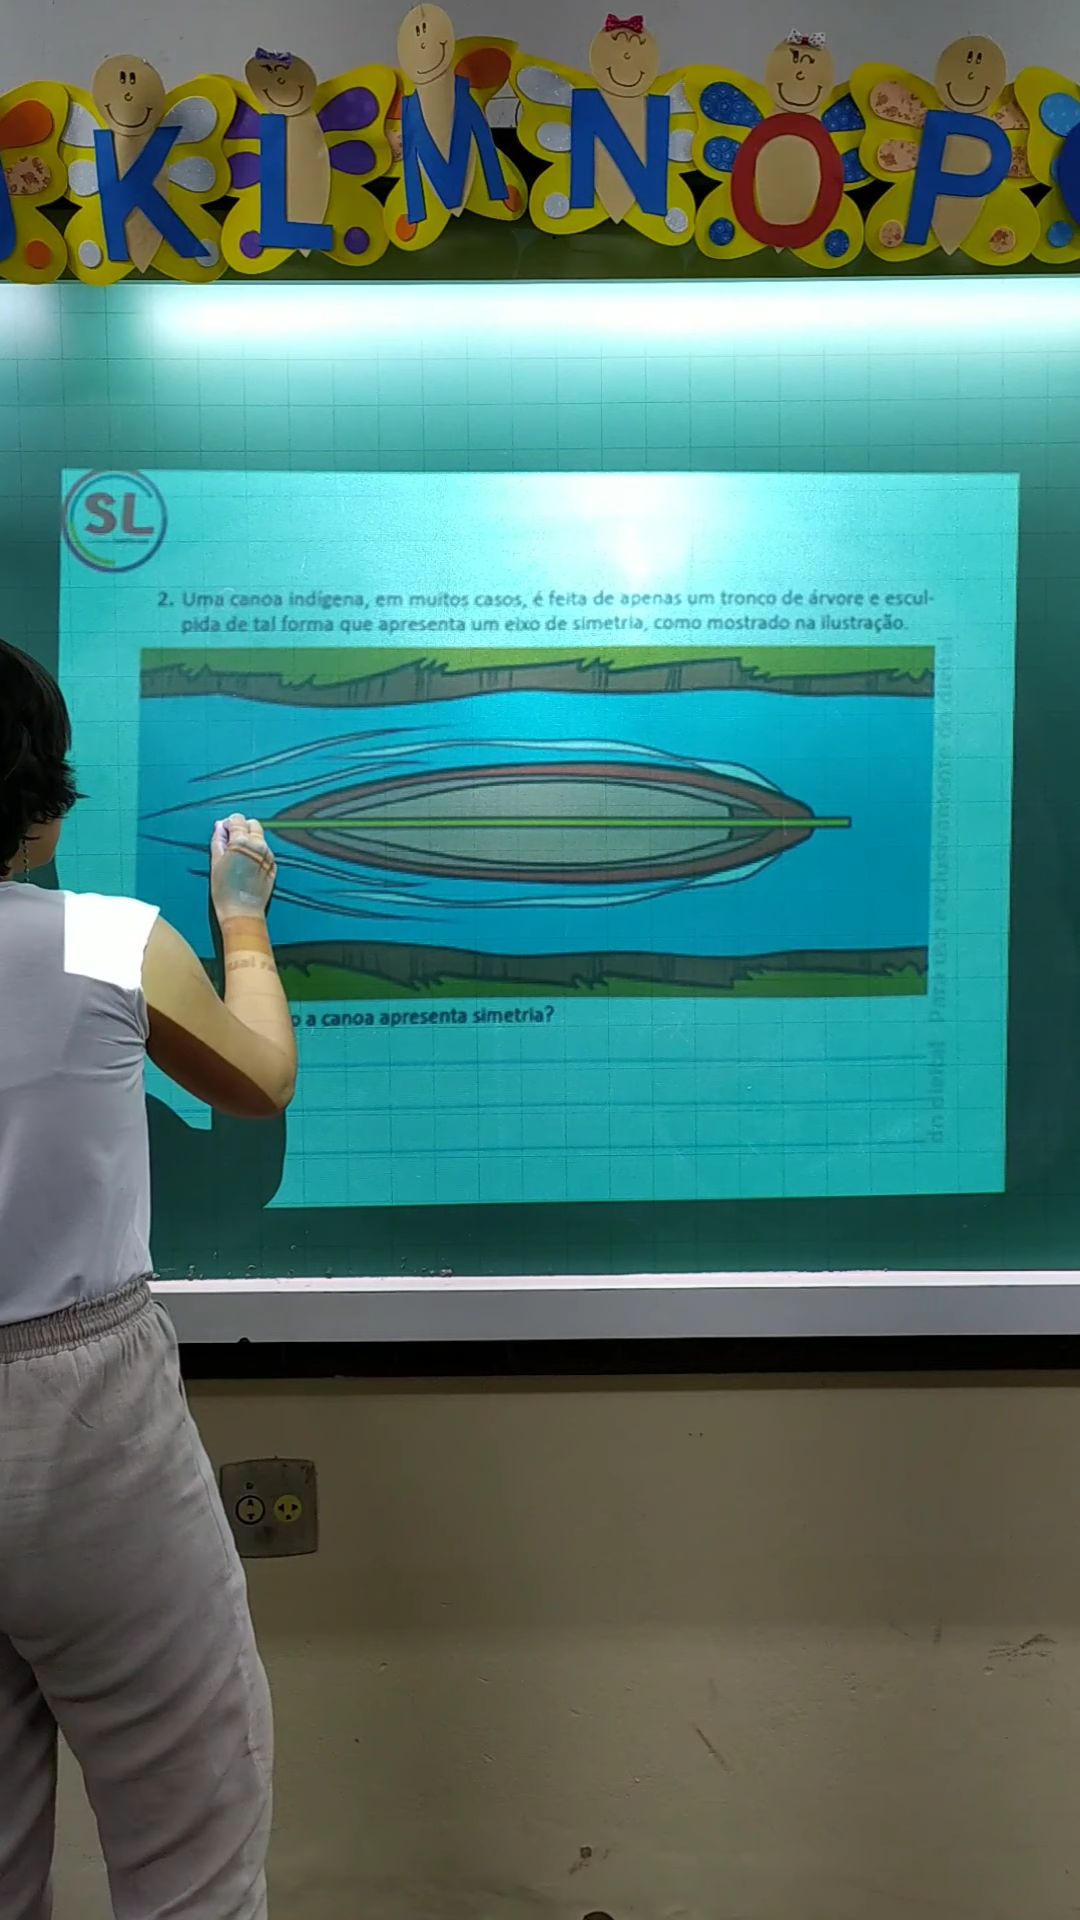 K L M N O P
SL
2. Uma canoa indígena, em muitos casos, é feita de apenas um tronco de árvore e escul-
pida de tal forma que apresenta um eixo de simetria, como mostrado na ilustração.
o a canoa apresenta simetria?